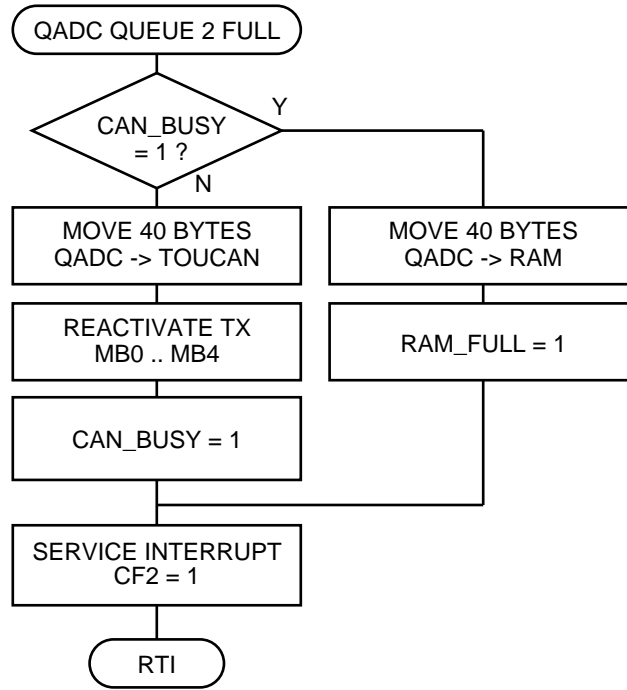 QADC QUEUE 2 FULL
CAN_BUSY
= 1 ?
Y
N
MOVE 40 BYTES
QADC -> TOUCAN
MOVE 40 BYTES
QADC -> RAM
REACTIVATE TX
MB0 .. MB4
RAM_FULL = 1
CAN_BUSY = 1
SERVICE INTERRUPT
CF2 = 1
RTI